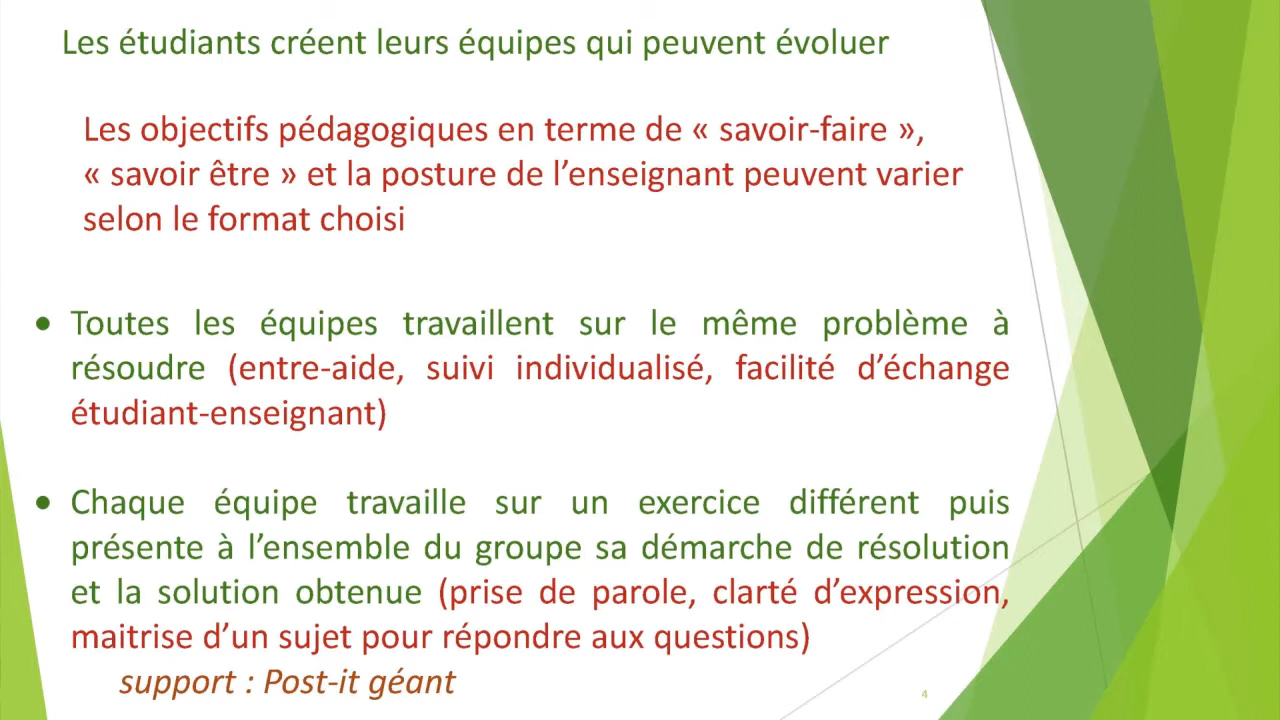 Les étudiants créent leurs équipes qui peuvent évoluer
Les objectifs pédagogiques en terme de « savoir-faire »,
« savoir être » et la posture de l’enseignant peuvent varier
selon le format choisi
• Toutes les équipes travaillent sur le même problème à
résoudre (entre-aide, suivi individualisé, facilité d’échange
étudiant-enseignant)
• Chaque équipe travaille sur un exercice différent puis
présente à l’ensemble du groupe sa démarche de résolution
et la solution obtenue (prise de parole, clarté d’expression,
maitrise d’un sujet pour répondre aux questions)
support : Post-it géant
4